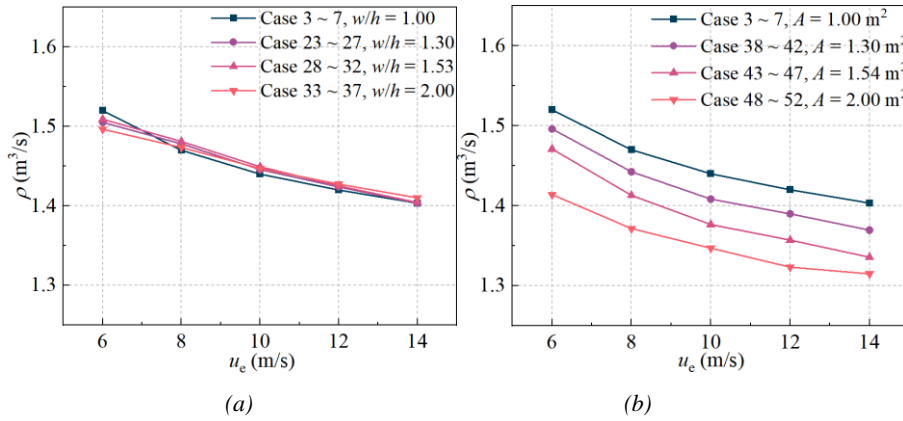 Case 3 ~ 7, w/h = 1.00
Case 23 ~ 27, w/h = 1.30
Case 28 ~ 32, w/h = 1.53
Case 33 ~ 37, w/h = 2.00
1.6
1.5
1.4
1.3
ρ (m³/s)
6 8 10 12 14
uₑ (m/s)
(a)
Case 3 ~ 7, A = 1.00 m²
Case 38 ~ 42, A = 1.30 m²
Case 43 ~ 47, A = 1.54 m²
Case 48 ~ 52, A = 2.00 m²
1.6
1.5
1.4
1.3
ρ (m³/s)
6 8 10 12 14
uₑ (m/s)
(b)